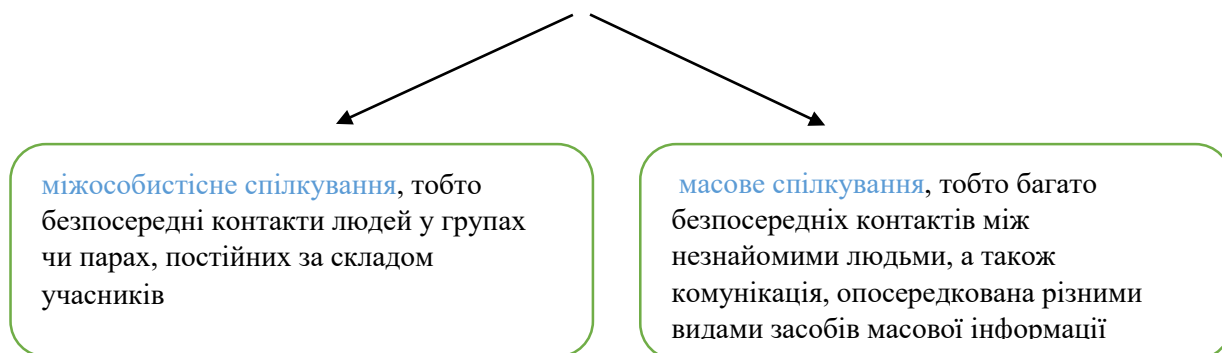 міжособистісне спілкування, тобто
безпосередні контакти людей у групах
чи парах, постійних за складом
учасників
масове спілкування, тобто багато
безпосередніх контактів між
незнайомими людьми, а також
комунікація, опосередкована різними
видами засобів масової інформації